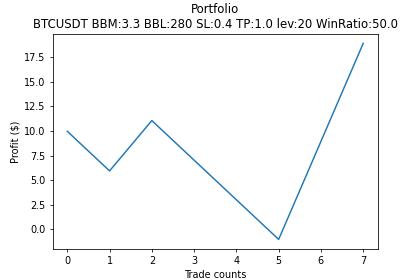 Portfolio
BTCUSDT BBM:3.3 BBL:280 SL:0.4 TP:1.0 lev:20 WinRatio:50.0
Profit ($)
17.5
15.0
12.5
10.0
7.5
5.0
2.5
0.0
0 1 2 3 4 5 6 7
Trade counts